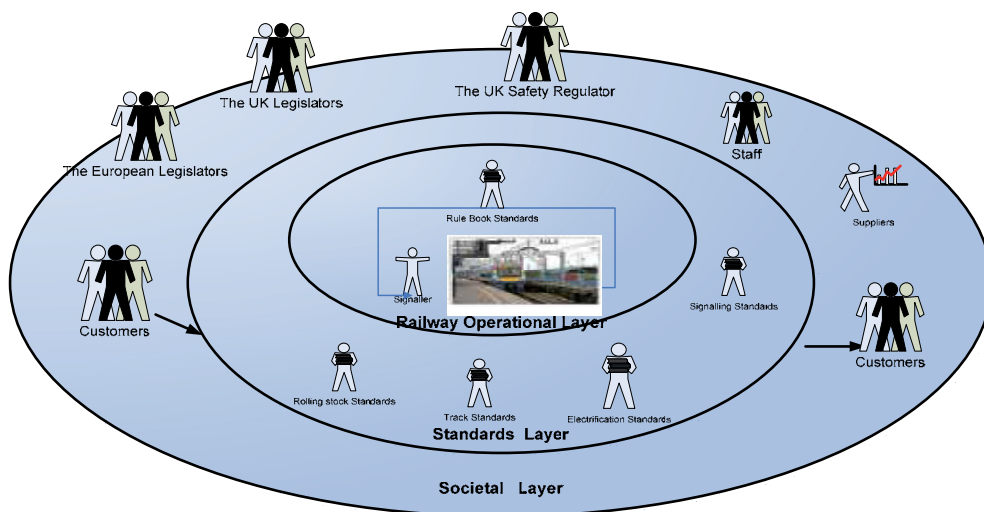 The UK Legislators
The UK Safety Regulator
The European Legislators
Staff
Rule Book Standards
Suppliers
Signaller
Signalling Standards
Railway Operational Layer
Customers
Customers
Rolling stock Standards
Track Standards
Electrification Standards
Standards Layer
Societal Layer